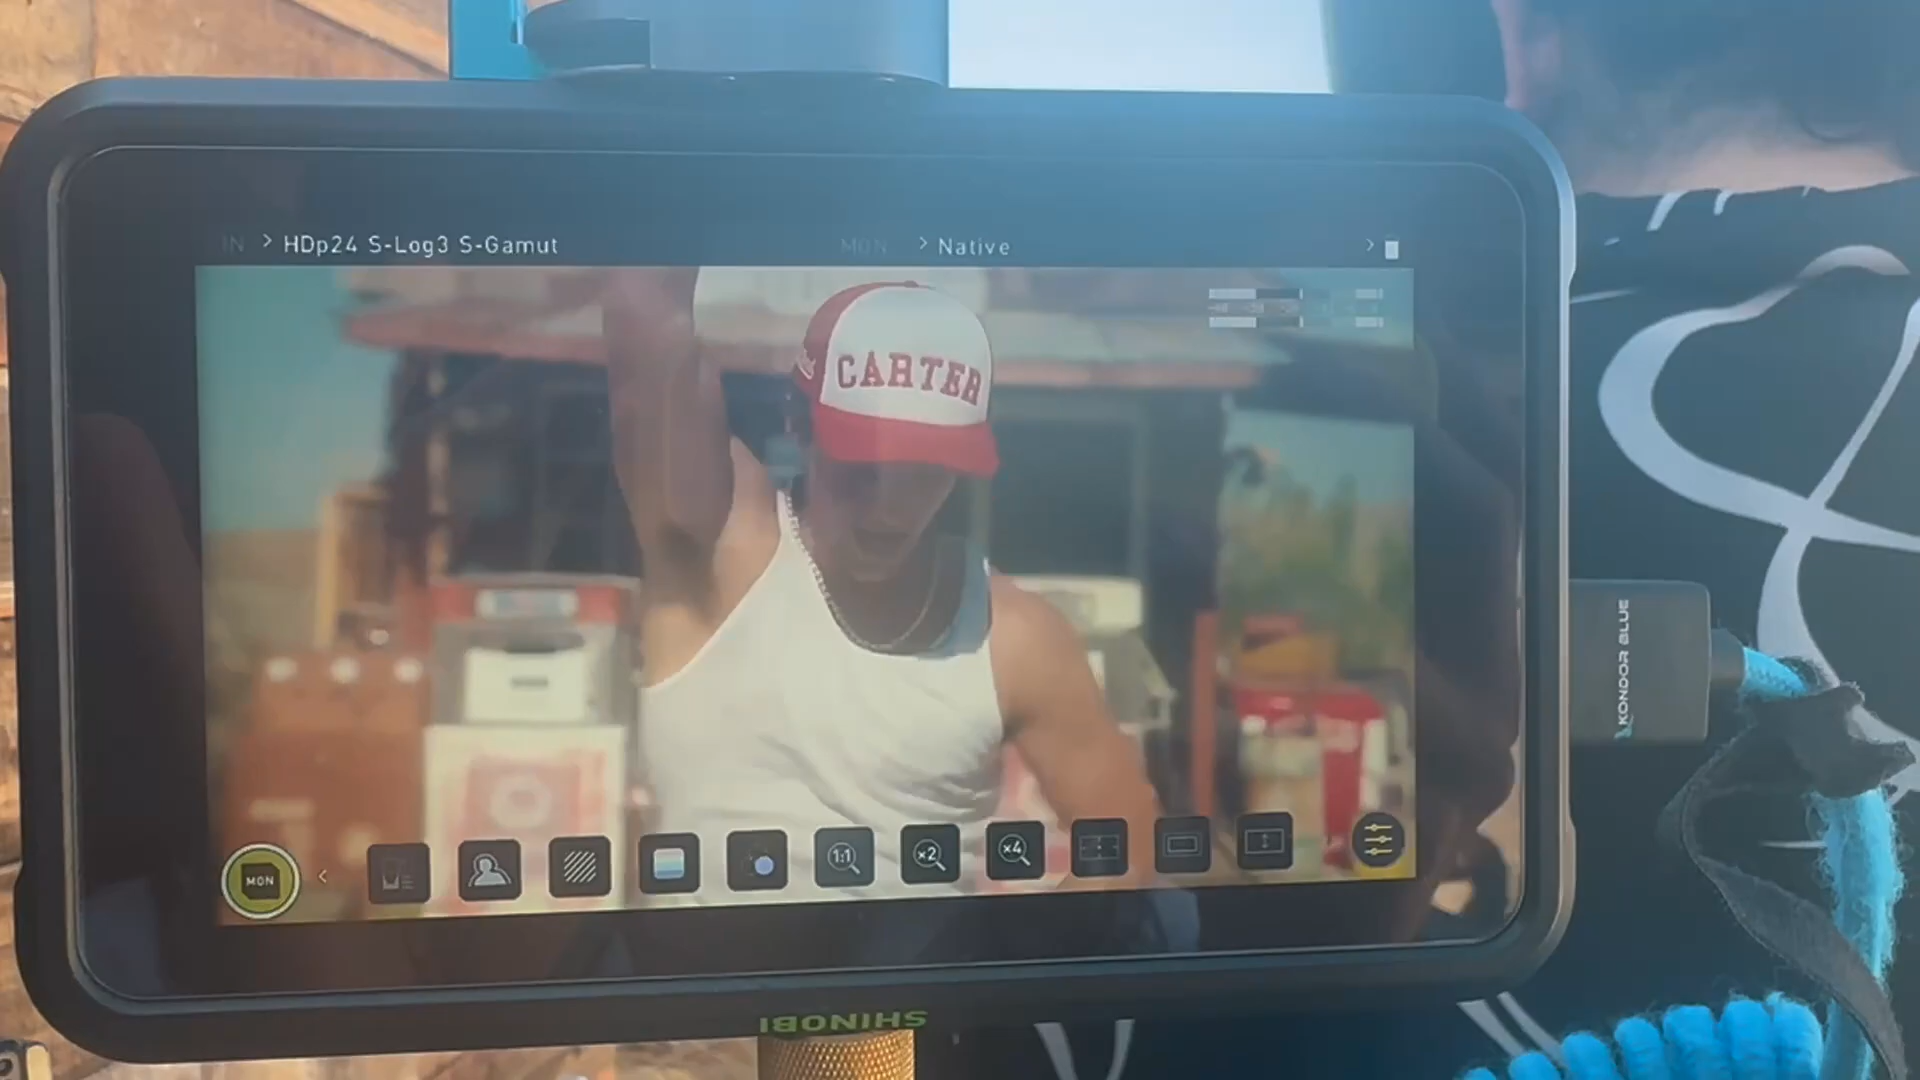 IN > HDp24 S-Log3 S-Gamut
MON > Native >
CARTER
MON < 1:1 x2 x4
KONDOR BLUE
SHINOBI